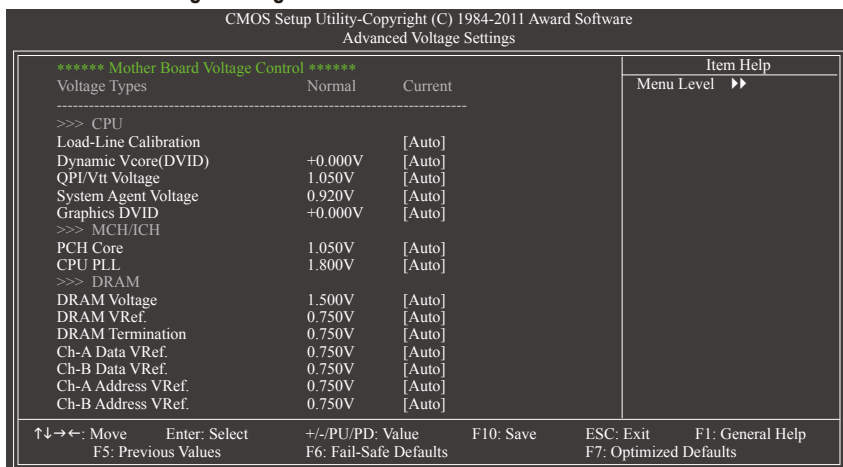 CMOS Setup Utility-Copyright (C) 1984-2011 Award Software
Advanced Voltage Settings
****** Mother Board Voltage Control ****** Item Help
Voltage Types Normal Current Menu Level ▶▶
-----------------------------------------------------------------------------
>>> CPU
Load-Line Calibration [Auto]
Dynamic Vcore(DVID) +0.000V [Auto]
QPI/Vtt Voltage 1.050V [Auto]
System Agent Voltage 0.920V [Auto]
Graphics DVID +0.000V [Auto]
>>> MCH/ICH
PCH Core 1.050V [Auto]
CPU PLL 1.800V [Auto]
>>> DRAM
DRAM Voltage 1.500V [Auto]
DRAM VRef. 0.750V [Auto]
DRAM Termination 0.750V [Auto]
Ch-A Data VRef. 0.750V [Auto]
Ch-B Data VRef. 0.750V [Auto]
Ch-A Address VRef. 0.750V [Auto]
Ch-B Address VRef. 0.750V [Auto]
↑↓→←: Move Enter: Select +/-/PU/PD: Value F10: Save ESC: Exit F1: General Help
F5: Previous Values F6: Fail-Safe Defaults F7: Optimized Defaults